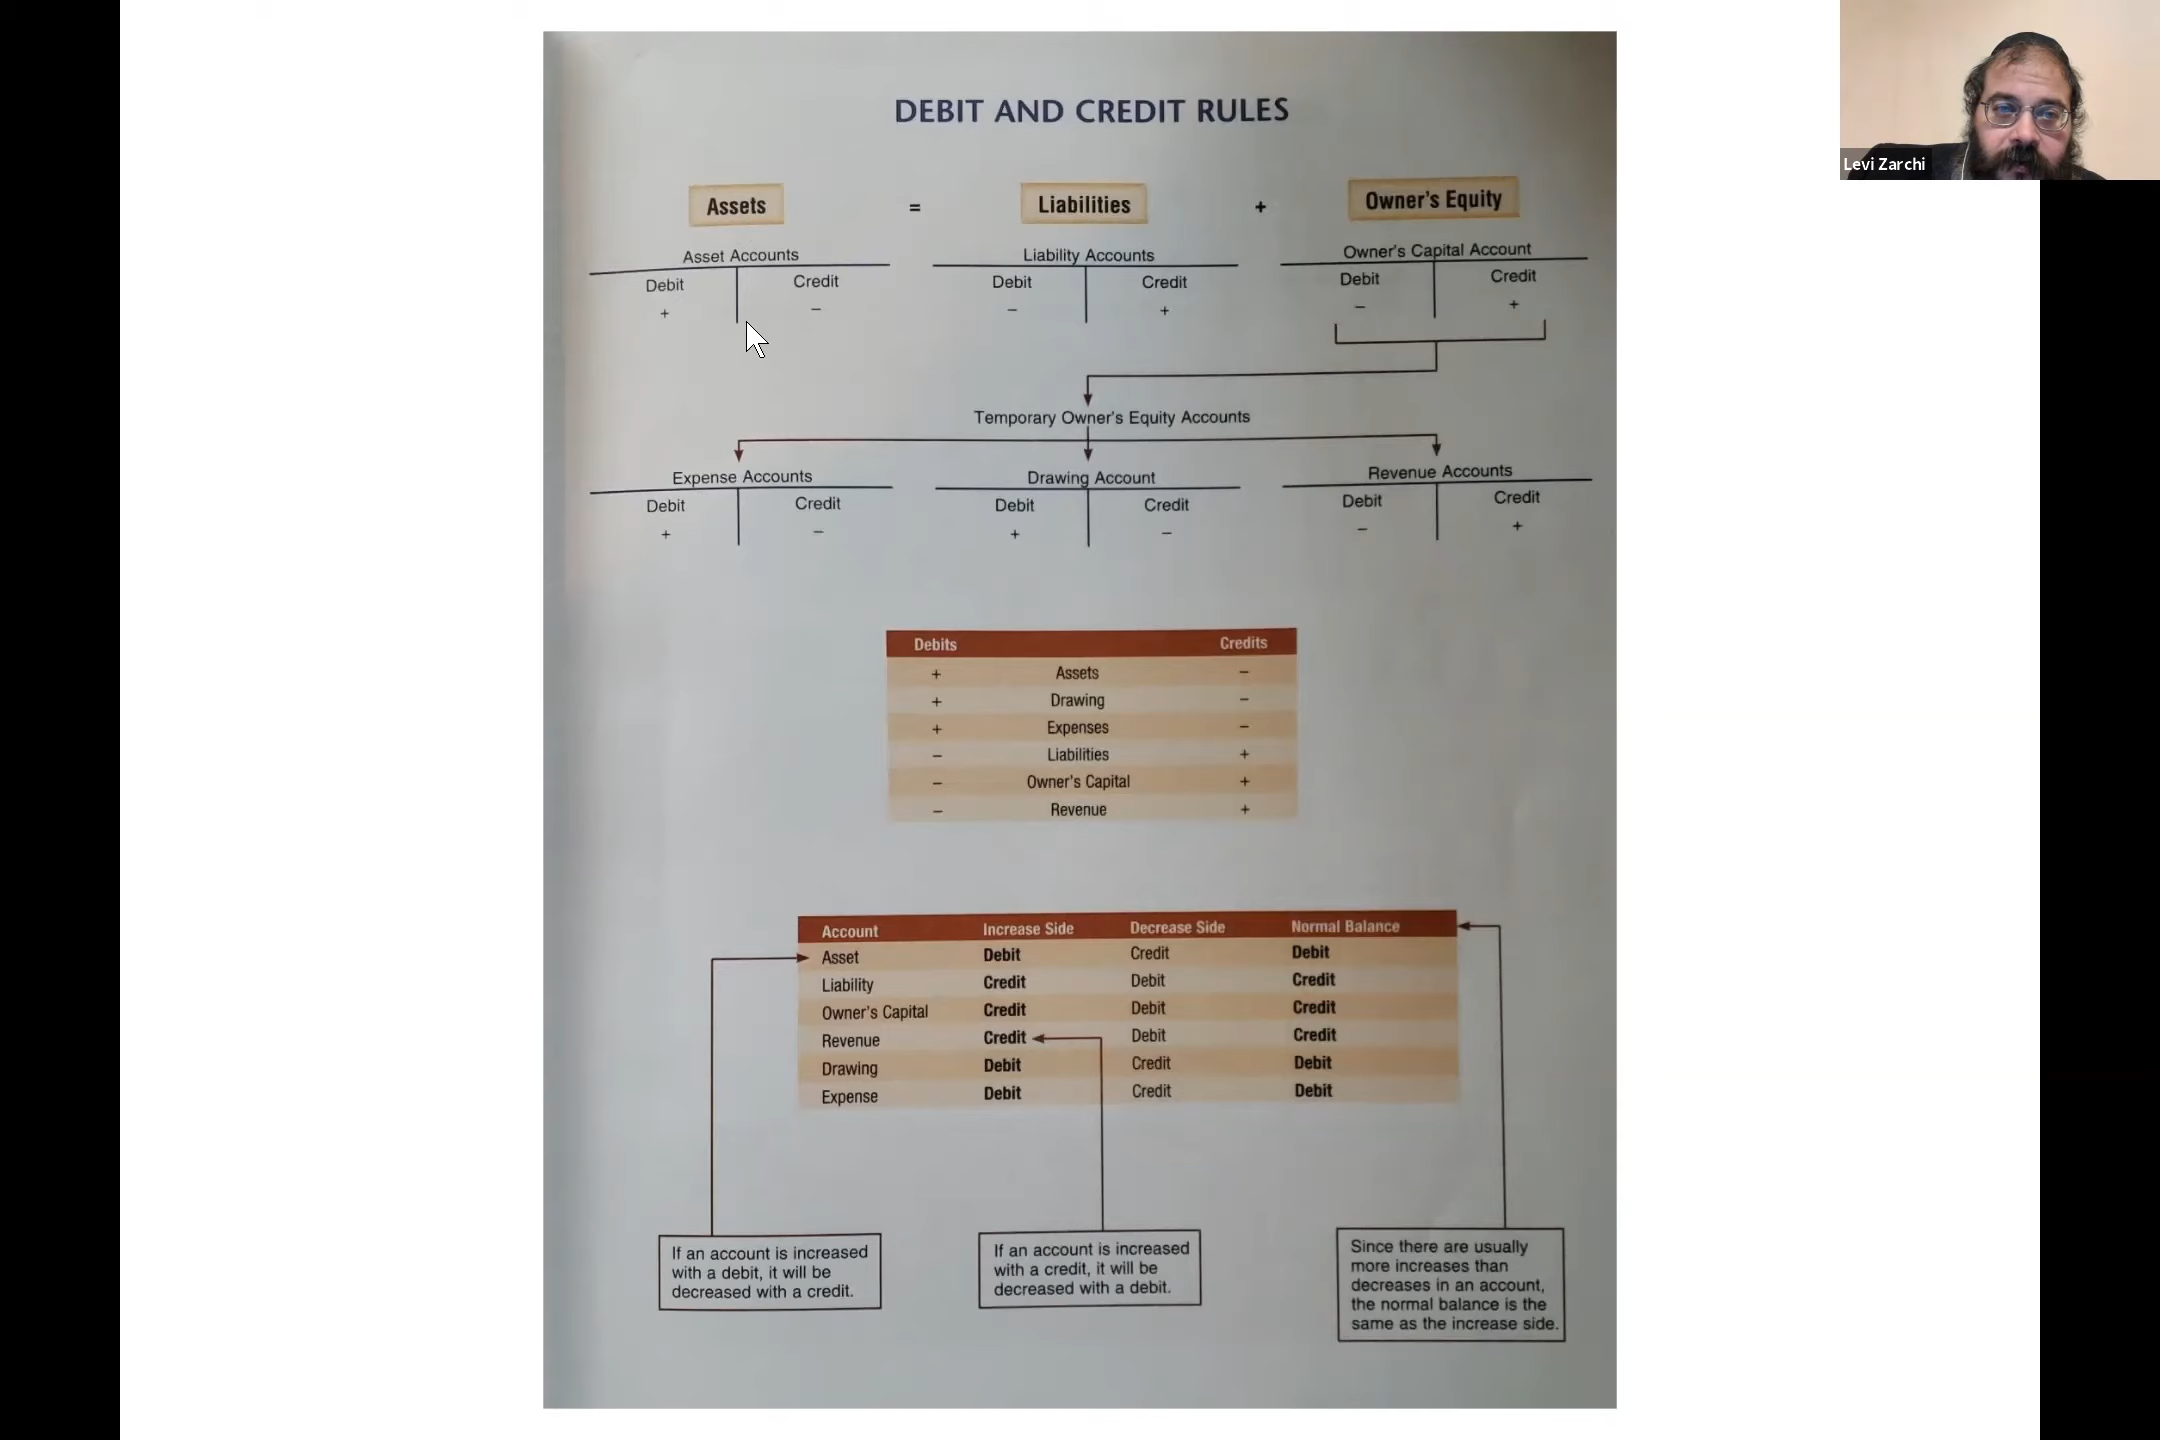 Levi Zarchi
DEBIT AND CREDIT RULES
Assets = Liabilities + Owner's Equity
Asset Accounts Liability Accounts Owner's Capital Account
Debit Credit Debit Credit Debit Credit
+ – – + – +
Temporary Owner's Equity Accounts
Expense Accounts Drawing Account Revenue Accounts
Debit Credit Debit Credit Debit Credit
+ – + – – +
Debits Credits
+ Assets –
+ Drawing –
+ Expenses –
– Liabilities +
– Owner's Capital +
– Revenue +
Account Increase Side Decrease Side Normal Balance
Asset Debit Credit Debit
Liability Credit Debit Credit
Owner's Capital Credit Debit Credit
Revenue Credit Debit Credit
Drawing Debit Credit Debit
Expense Debit Credit Debit
If an account is increased
with a debit, it will be
decreased with a credit.
If an account is increased
with a credit, it will be
decreased with a debit.
Since there are usually
more increases than
decreases in an account,
the normal balance is the
same as the increase side.